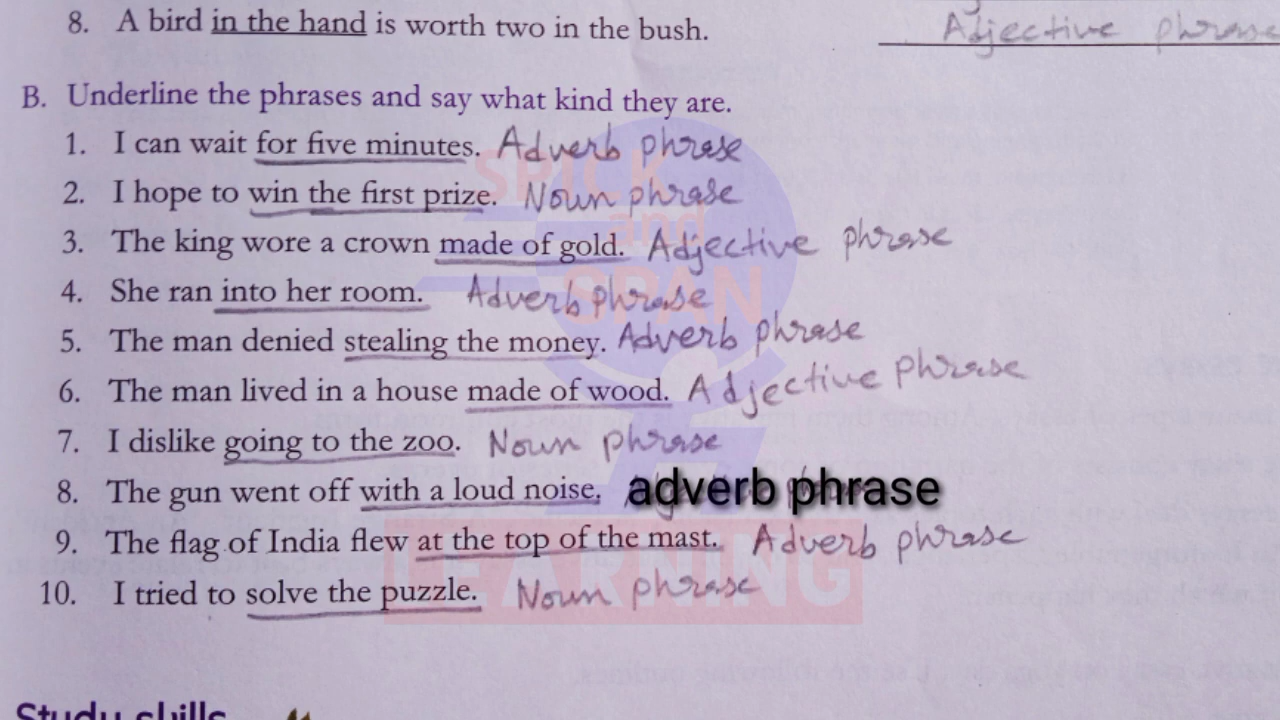 8. A bird in the hand is worth two in the bush. Adjective phrase
B. Underline the phrases and say what kind they are.
1. I can wait for five minutes. Adverb phrase
2. I hope to win the first prize. Noun phrase
3. The king wore a crown made of gold. Adjective phrase
4. She ran into her room. Adverb phrase
5. The man denied stealing the money. Adverb phrase
6. The man lived in a house made of wood. Adjective phrase
7. I dislike going to the zoo. Noun phrase
8. The gun went off with a loud noise. adverb phrase
9. The flag of India flew at the top of the mast. Adverb phrase
10. I tried to solve the puzzle. Noun phrase
SPICK
and
SPAN
LEARNING
Study skills